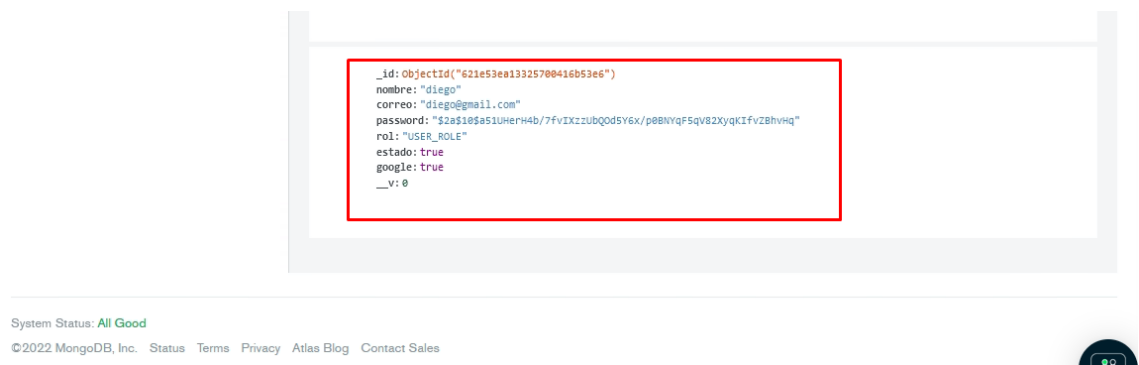 _id: ObjectId("621e53ea13325700416b53e6")
nombre: "diego"
correo: "diego@gmail.com"
password: "$2a$10$a51UHerH4b/7fvIXzzUbQOd5Y6x/p0BNYqF5qV82XyqKIfvZBhvHq"
rol: "USER_ROLE"
estado: true
google: true
__v: 0
System Status: All Good
©2022 MongoDB, Inc. Status Terms Privacy Atlas Blog Contact Sales